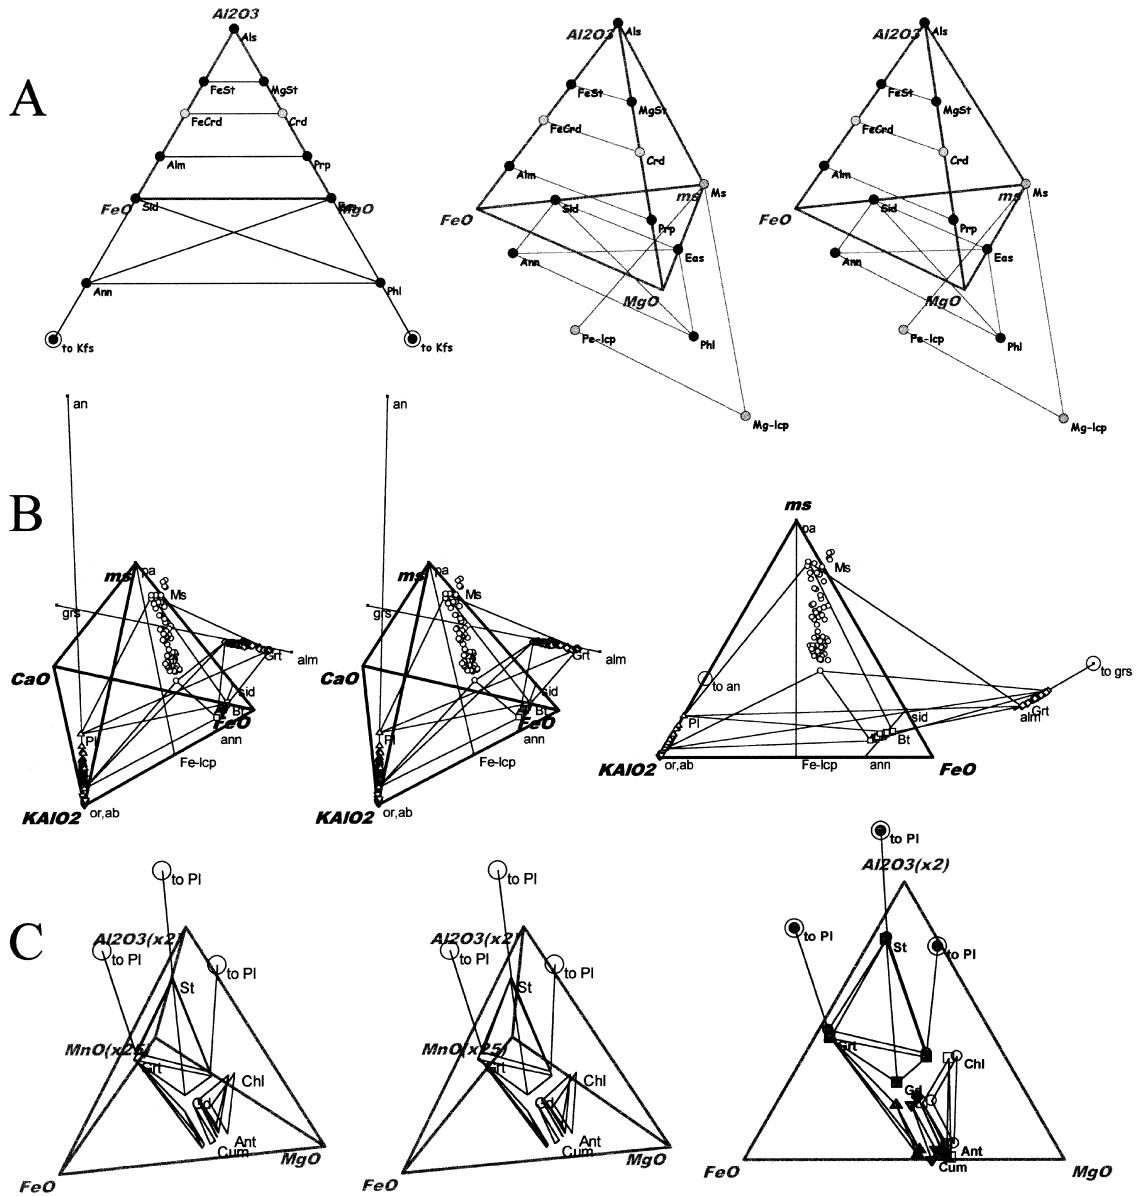 A
Al2O3
Als
FeSt
MgSt
FeCrd
Crd
Alm
Prp
FeO
Sid
Eas
MgO
Ann
Phl
to Kfs
to Kfs
Al2O3
Als
FeSt
MgSt
FeCrd
Crd
Alm
Ms
ms
FeO
Sid
Prp
Ann
Eas
MgO
Fe-lcp
Phl
Mg-lcp
Al2O3
Als
FeSt
MgSt
FeCrd
Crd
Alm
Ms
ms
FeO
Sid
Prp
Ann
Eas
MgO
Fe-lcp
Phl
Mg-lcp
B
an
ms
pa
Ms
grs
CaO
Grt
alm
sid
Bt
FeO
Pl
ann
Fe-lcp
KAlO2
or,ab
an
ms
pa
Ms
grs
CaO
Grt
alm
sid
Bt
FeO
Pl
ann
Fe-lcp
KAlO2
or,ab
ms
pa
Ms
to an
to grs
Pl
sid
alm
Grt
Bt
KAlO2
or,ab
Fe-lcp
ann
FeO
C
to Pl
Al2O3(x2)
to Pl
to Pl
St
MnO(x25)
Grt
Chl
Cd
Ant
Cum
MgO
FeO
to Pl
Al2O3(x2)
to Pl
to Pl
St
MnO(x25)
Grt
Chl
Cd
Ant
Cum
MgO
FeO
to Pl
Al2O3(x2)
to Pl
to Pl
St
Grt
Chl
Cd
Ant
FeO
Cum
MgO